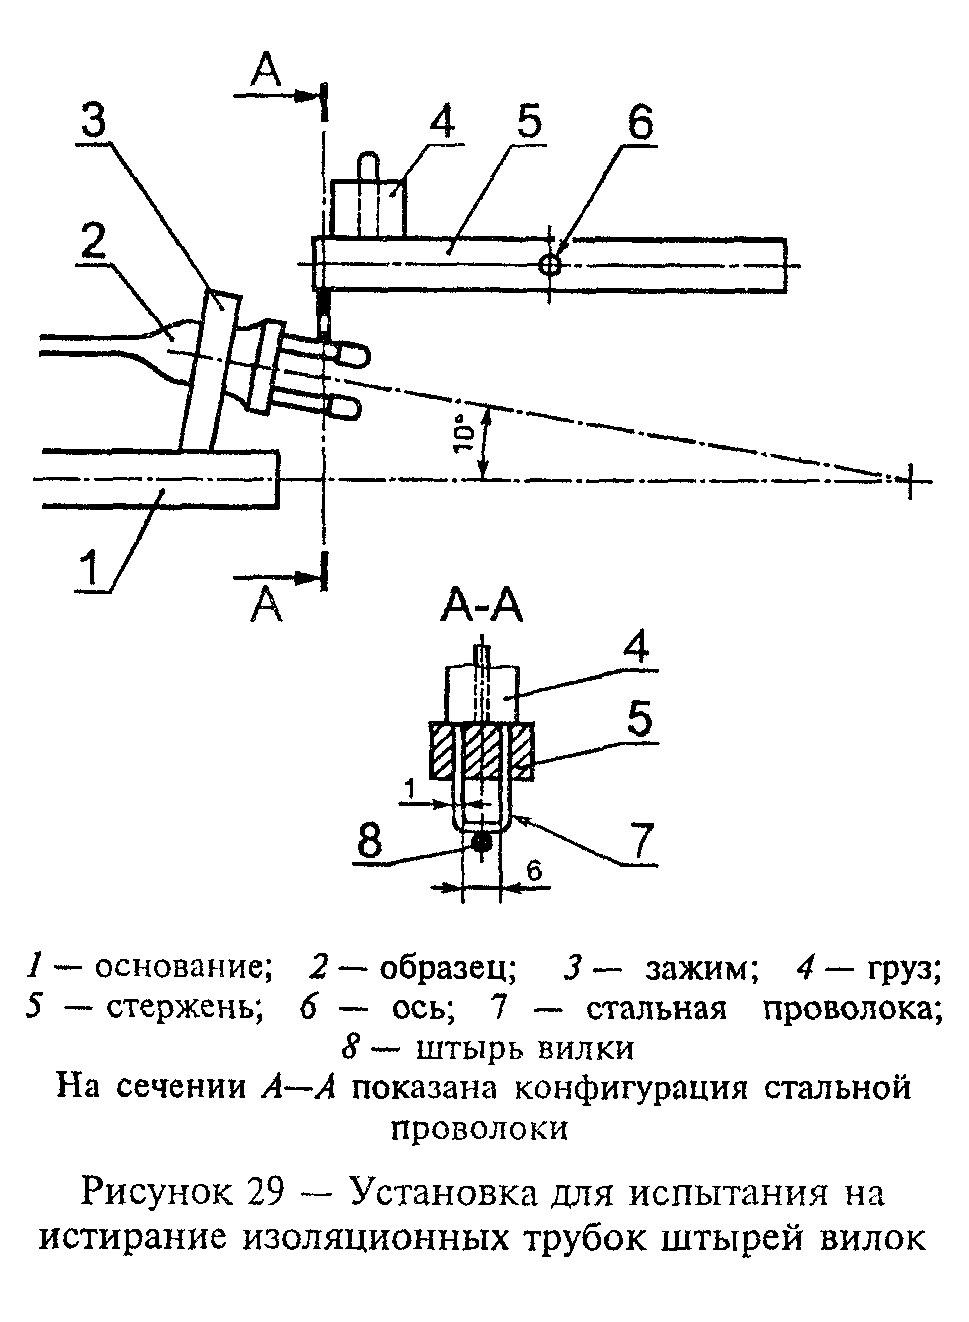 А
3
4
5
6
2
10°
1
А
А-А
4
5
1
8
7
6
1 — основание; 2 — образец; 3 — зажим; 4 — груз;
5 — стержень; 6 — ось; 7 — стальная проволока;
8 — штырь вилки
На сечении А—А показана конфигурация стальной
проволоки
Рисунок 29 — Установка для испытания на
истирание изоляционных трубок штырей вилок